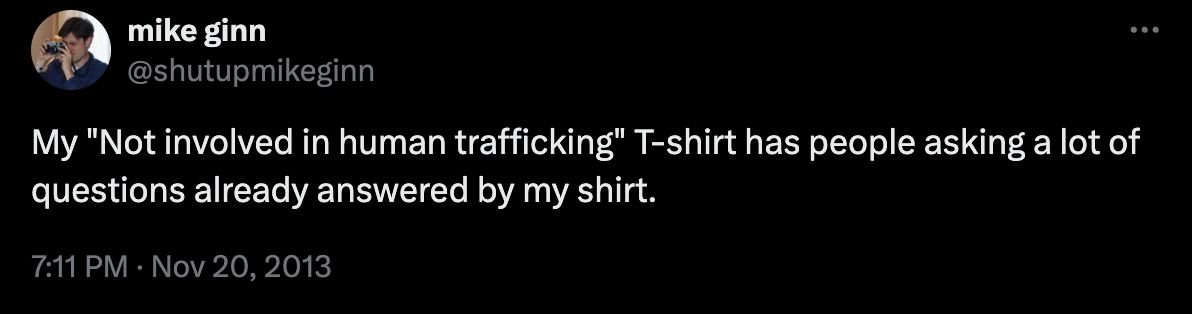 mike ginn
@shutupmikeginn
My "Not involved in human trafficking" T-shirt has people asking a lot of
questions already answered by my shirt.
7:11 PM · Nov 20, 2013